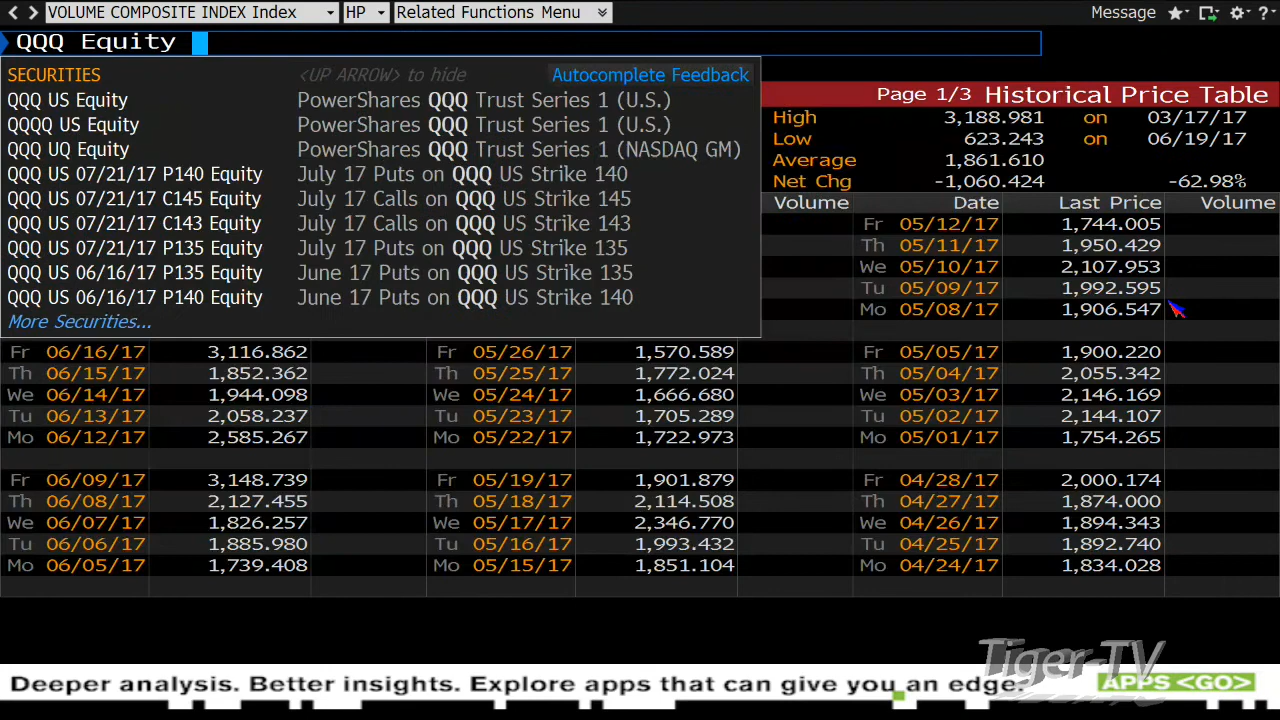 VOLUME COMPOSITE INDEX Index HP Related Functions Menu Message ?
QQQ Equity
SECURITIES <UP ARROW> to hide Autocomplete Feedback
QQQ US Equity PowerShares QQQ Trust Series 1 (U.S.)
QQQQ US Equity PowerShares QQQ Trust Series 1 (U.S.)
QQQ UQ Equity PowerShares QQQ Trust Series 1 (NASDAQ GM)
QQQ US 07/21/17 P140 Equity July 17 Puts on QQQ US Strike 140
QQQ US 07/21/17 C145 Equity July 17 Calls on QQQ US Strike 145
QQQ US 07/21/17 C143 Equity July 17 Calls on QQQ US Strike 143
QQQ US 07/21/17 P135 Equity July 17 Puts on QQQ US Strike 135
QQQ US 06/16/17 P135 Equity June 17 Puts on QQQ US Strike 135
QQQ US 06/16/17 P140 Equity June 17 Puts on QQQ US Strike 140
More Securities...
Page 1/3 Historical Price Table
High 3,188.981 on 03/17/17
Low 623.243 on 06/19/17
Average 1,861.610
Net Chg -1,060.424 -62.98%
Volume Date Last Price Volume
Fr 05/12/17 1,744.005
Th 05/11/17 1,950.429
We 05/10/17 2,107.953
Tu 05/09/17 1,992.595
Mo 05/08/17 1,906.547
Fr 06/16/17 3,116.862 Fr 05/26/17 1,570.589 Fr 05/05/17 1,900.220
Th 06/15/17 1,852.362 Th 05/25/17 1,772.024 Th 05/04/17 2,055.342
We 06/14/17 1,944.098 We 05/24/17 1,666.680 We 05/03/17 2,146.169
Tu 06/13/17 2,058.237 Tu 05/23/17 1,705.289 Tu 05/02/17 2,144.107
Mo 06/12/17 2,585.267 Mo 05/22/17 1,722.973 Mo 05/01/17 1,754.265
Fr 06/09/17 3,148.739 Fr 05/19/17 1,901.879 Fr 04/28/17 2,000.174
Th 06/08/17 2,127.455 Th 05/18/17 2,114.508 Th 04/27/17 1,874.000
We 06/07/17 1,826.257 We 05/17/17 2,346.770 We 04/26/17 1,894.343
Tu 06/06/17 1,885.980 Tu 05/16/17 1,993.432 Tu 04/25/17 1,892.740
Mo 06/05/17 1,739.408 Mo 05/15/17 1,851.104 Mo 04/24/17 1,834.028
Tiger-TV
Deeper analysis. Better insights. Explore apps that can give you an edge. APPS <GO>